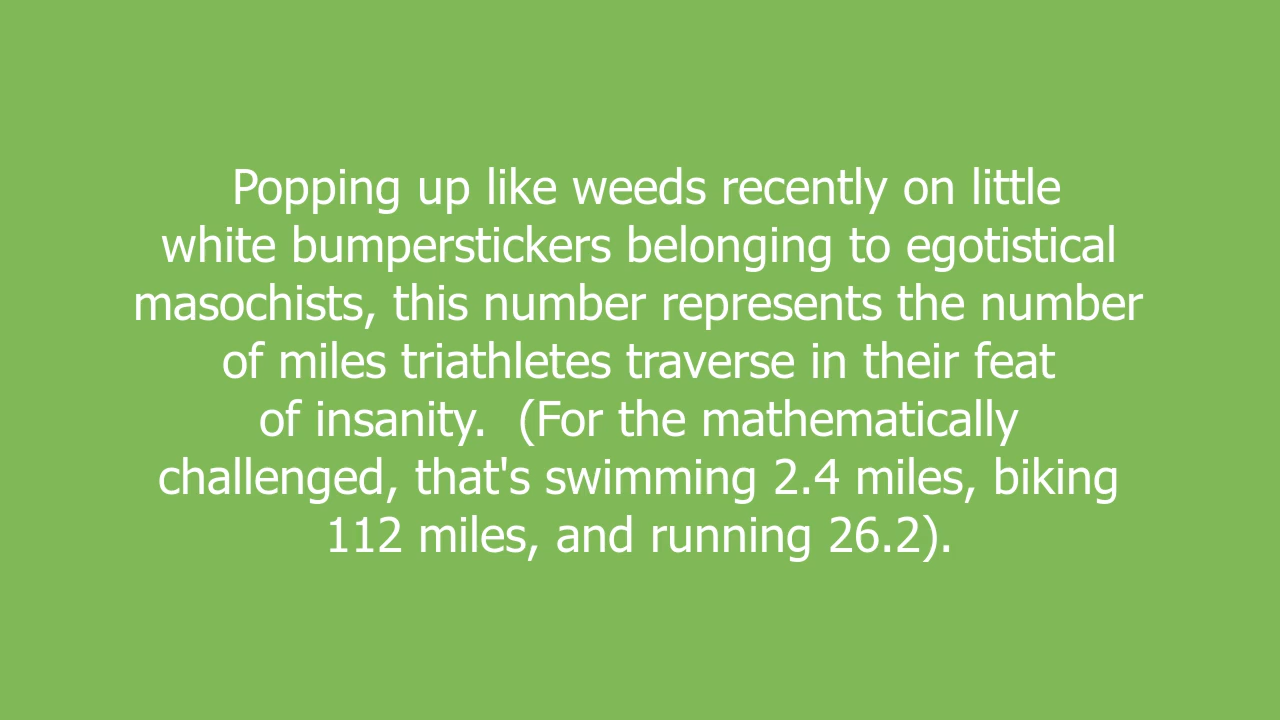 Popping up like weeds recently on little
white bumperstickers belonging to egotistical
masochists, this number represents the number
of miles triathletes traverse in their feat
of insanity.  (For the mathematically
challenged, that's swimming 2.4 miles, biking
112 miles, and running 26.2).